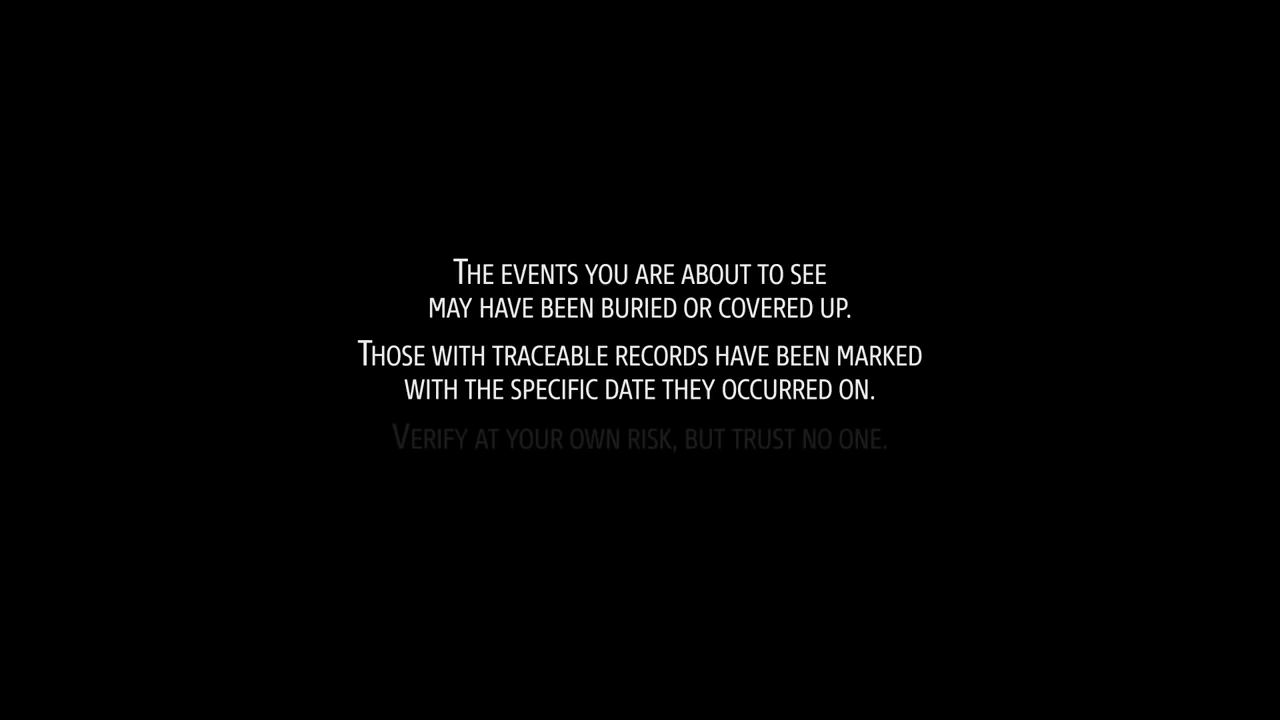 The events you are about to see
may have been buried or covered up.
Those with traceable records have been marked
with the specific date they occurred on.
Verify at your own risk, but trust no one.